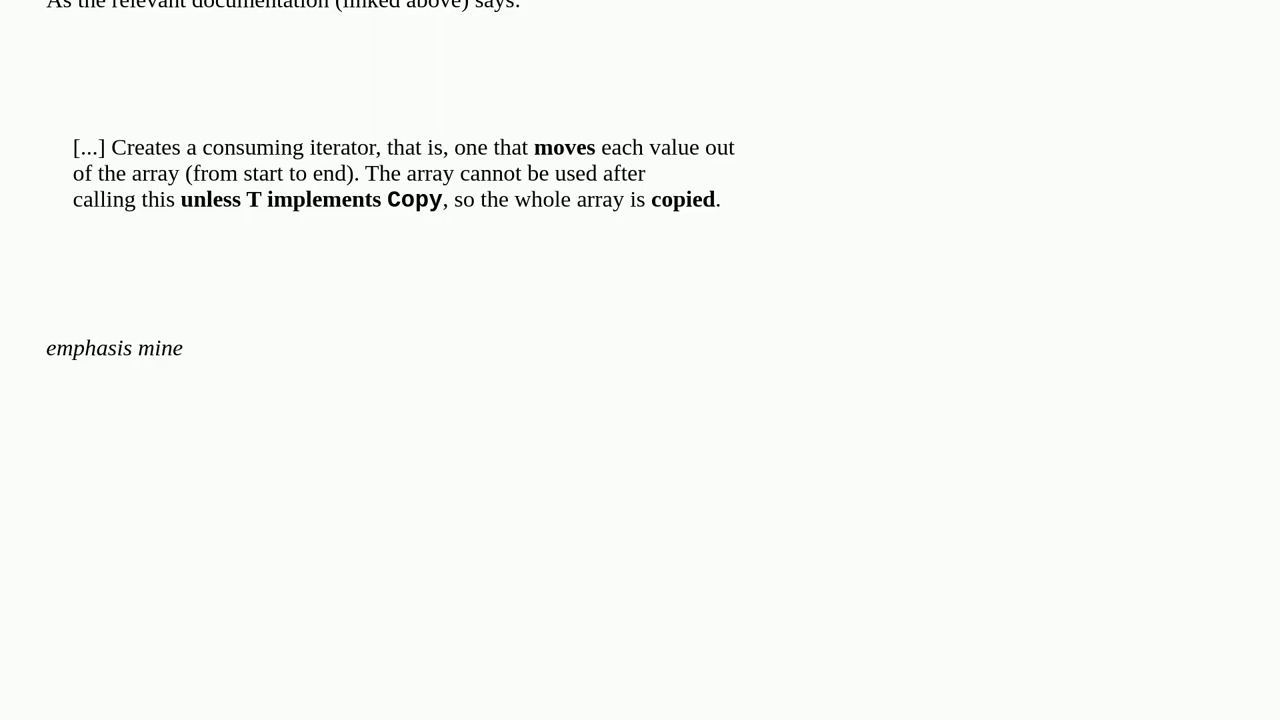 As the relevant documentation (linked above) says:
[...] Creates a consuming iterator, that is, one that moves each value out
of the array (from start to end). The array cannot be used after
calling this unless T implements Copy, so the whole array is copied.
emphasis mine